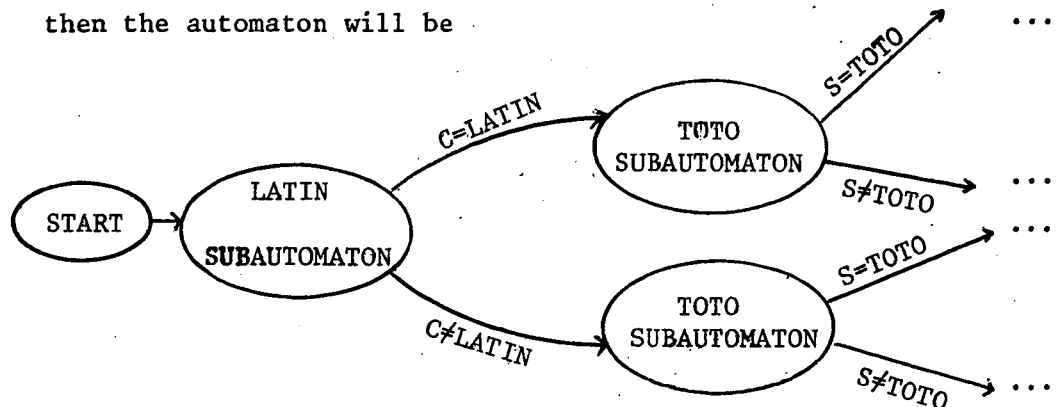 then the automaton will be
S=TOTO
...
C=LATIN
TOTO
SUBAUTOMATON
S≠TOTO
...
START
LATIN
SUBAUTOMATON
S=TOTO
...
C≠LATIN
TOTO
SUBAUTOMATON
S≠TOTO
...